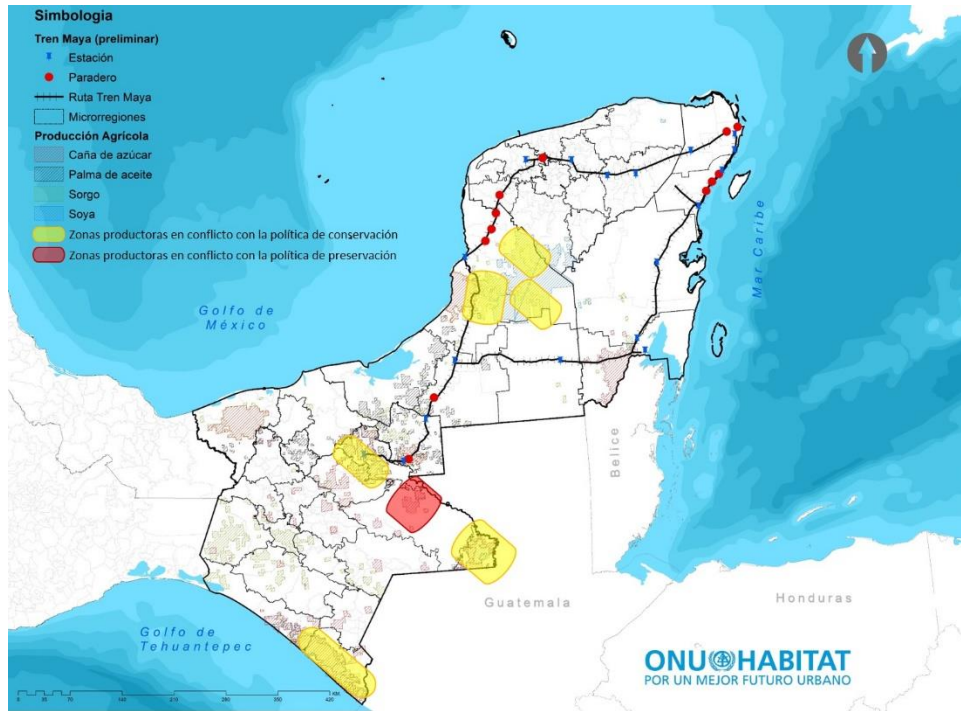 Simbologia
Tren Maya (preliminar)
Estación
Paradero
Ruta Tren Maya
Microrregiones
Producción Agrícola
Caña de azúcar
Palma de aceite
Sorgo
Soya
Zonas productoras en conflicto con la política de conservación
Zonas productoras en conflicto con la política de preservación
Golfo de
México
Mar Caribe
Belice
Guatemala
Honduras
Golfo de
Tehuantepec
ONU HABITAT
POR UN MEJOR FUTURO URBANO